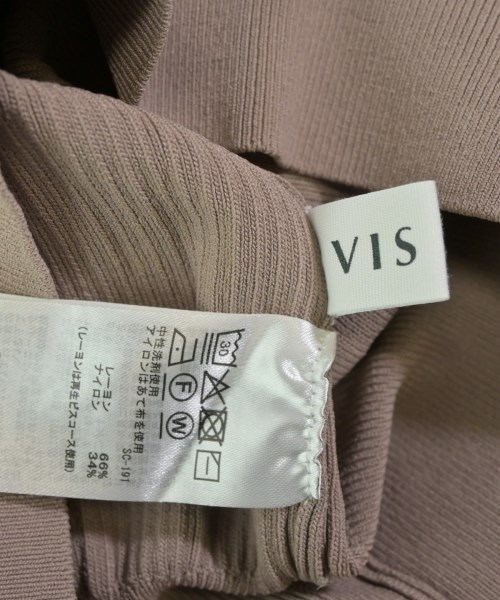 VIS
30
F W
中性洗剤使用
アイロンはあて布を使用
SC-191
レーヨン 66%
ナイロン 34%
(レーヨンは再生ビスコース使用)